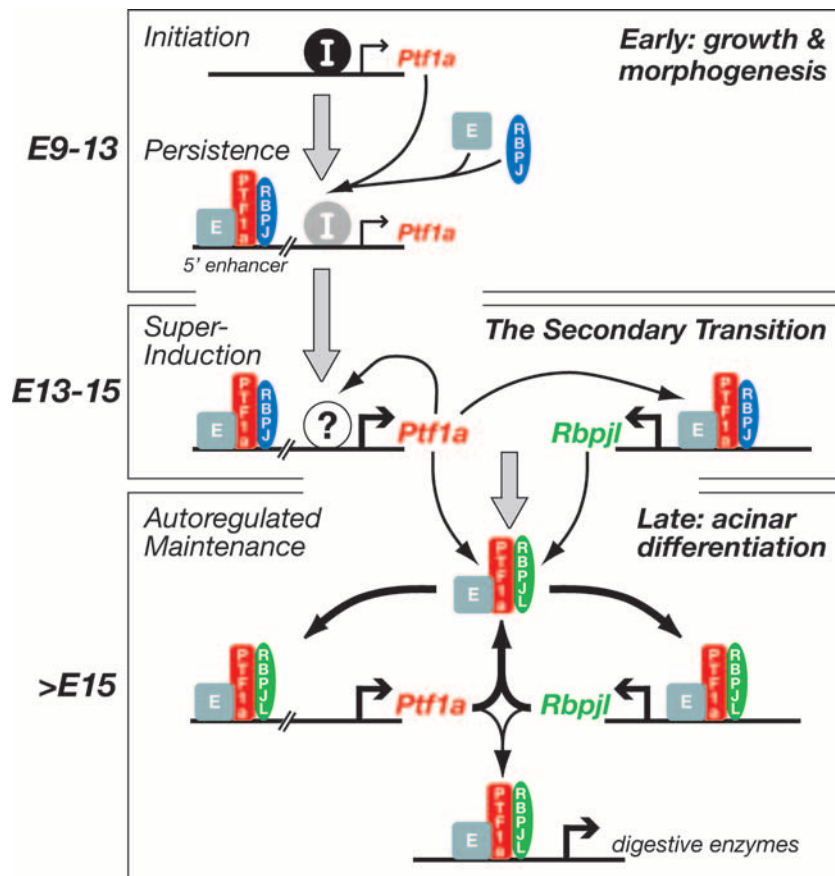 Initiation
I
Ptf1a
Early: growth &
morphogenesis
E9-13
Persistence
E
RBPJ
E
PTF1a
RBPJ
I
Ptf1a
5' enhancer
Super-
Induction
The Secondary Transition
E13-15
E
PTF1a
RBPJ
?
Ptf1a
Rbpjl
E
PTF1a
RBPJ
Autoregulated
Maintenance
Late: acinar
differentiation
E
PTF1a
RBPJL
>E15
E
PTF1a
RBPJL
Ptf1a
Rbpjl
E
PTF1a
RBPJL
E
PTF1a
RBPJL
digestive enzymes